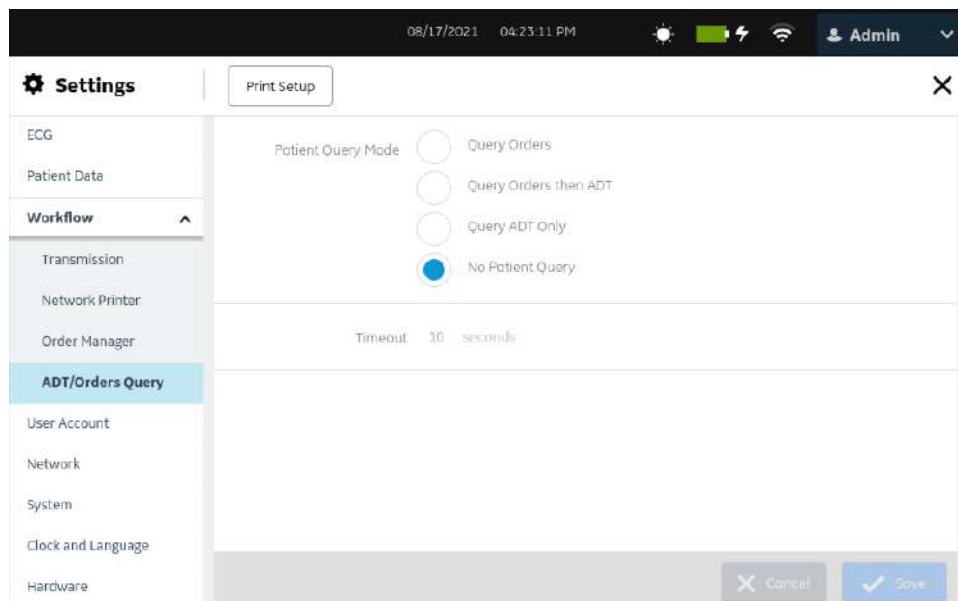 08/17/2021 04:23:11 PM Admin
Settings Print Setup
ECG
Patient Data
Workflow
Transmission
Network Printer
Order Manager
ADT/Orders Query
User Account
Network
System
Clock and Language
Hardware
Patient Query Mode
Query Orders
Query Orders then ADT
Query ADT Only
No Patient Query
Timeout 10 seconds
Cancel Save